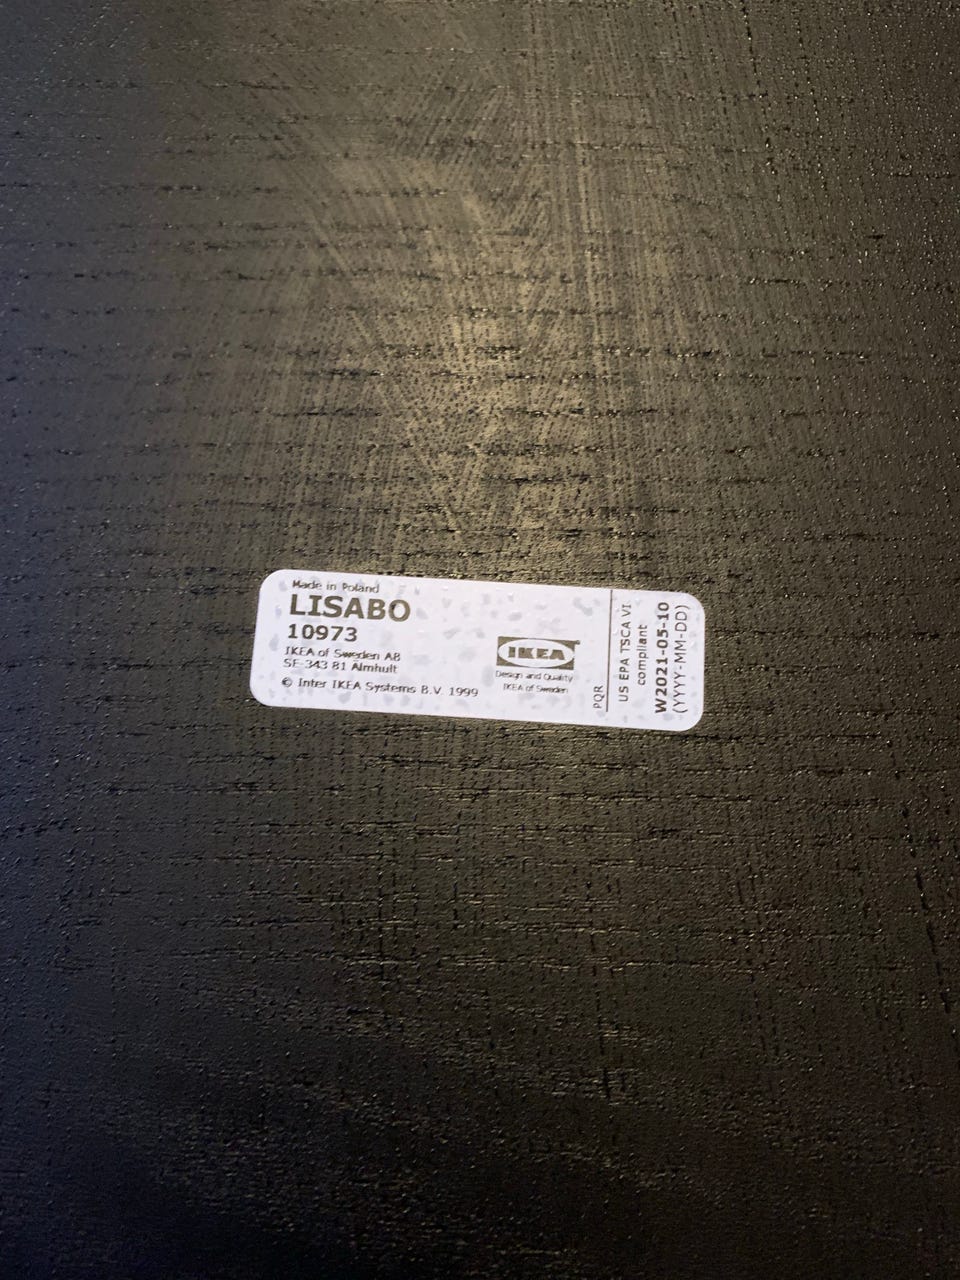 Made in Poland
LISABO
10973
IKEA of Sweden AB
SE-343 81 Älmhult
© Inter IKEA Systems B.V. 1999
IKEA
Design and Quality
IKEA of Sweden
PQR
US EPA TSCA VI
compliant
W2021-05-10
(YYYY-MM-DD)